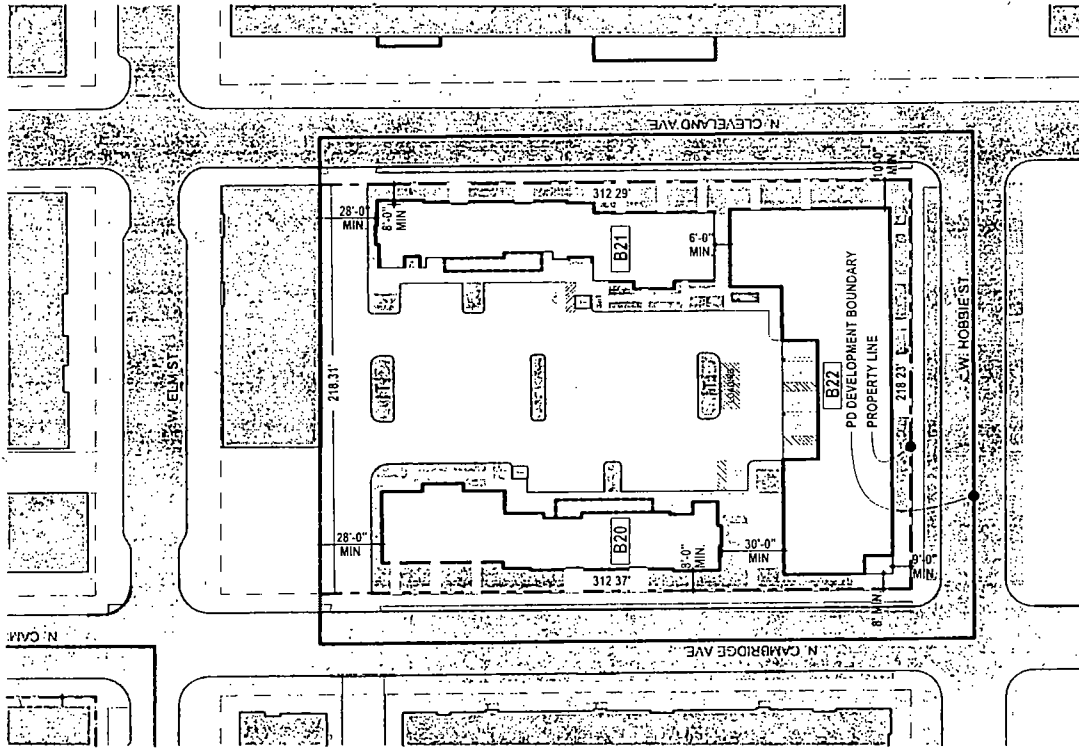 N. CLEVELAND AVE
10'-0"
MIN.
312 29'
28'-0"
MIN
8'-0"
MIN
B21
6'-0"
MIN.
W. ELM ST
218.31'
B22
PD DEVELOPMENT BOUNDARY
PROPERTY LINE
218 23'
W. HOBBIE ST
28'-0"
MIN
B20
30'-0"
MIN
8'-0"
MIN.
312 37'
9'-0"
MIN.
8' MIN.
N. CAM
N. CAMBRIDGE AVE